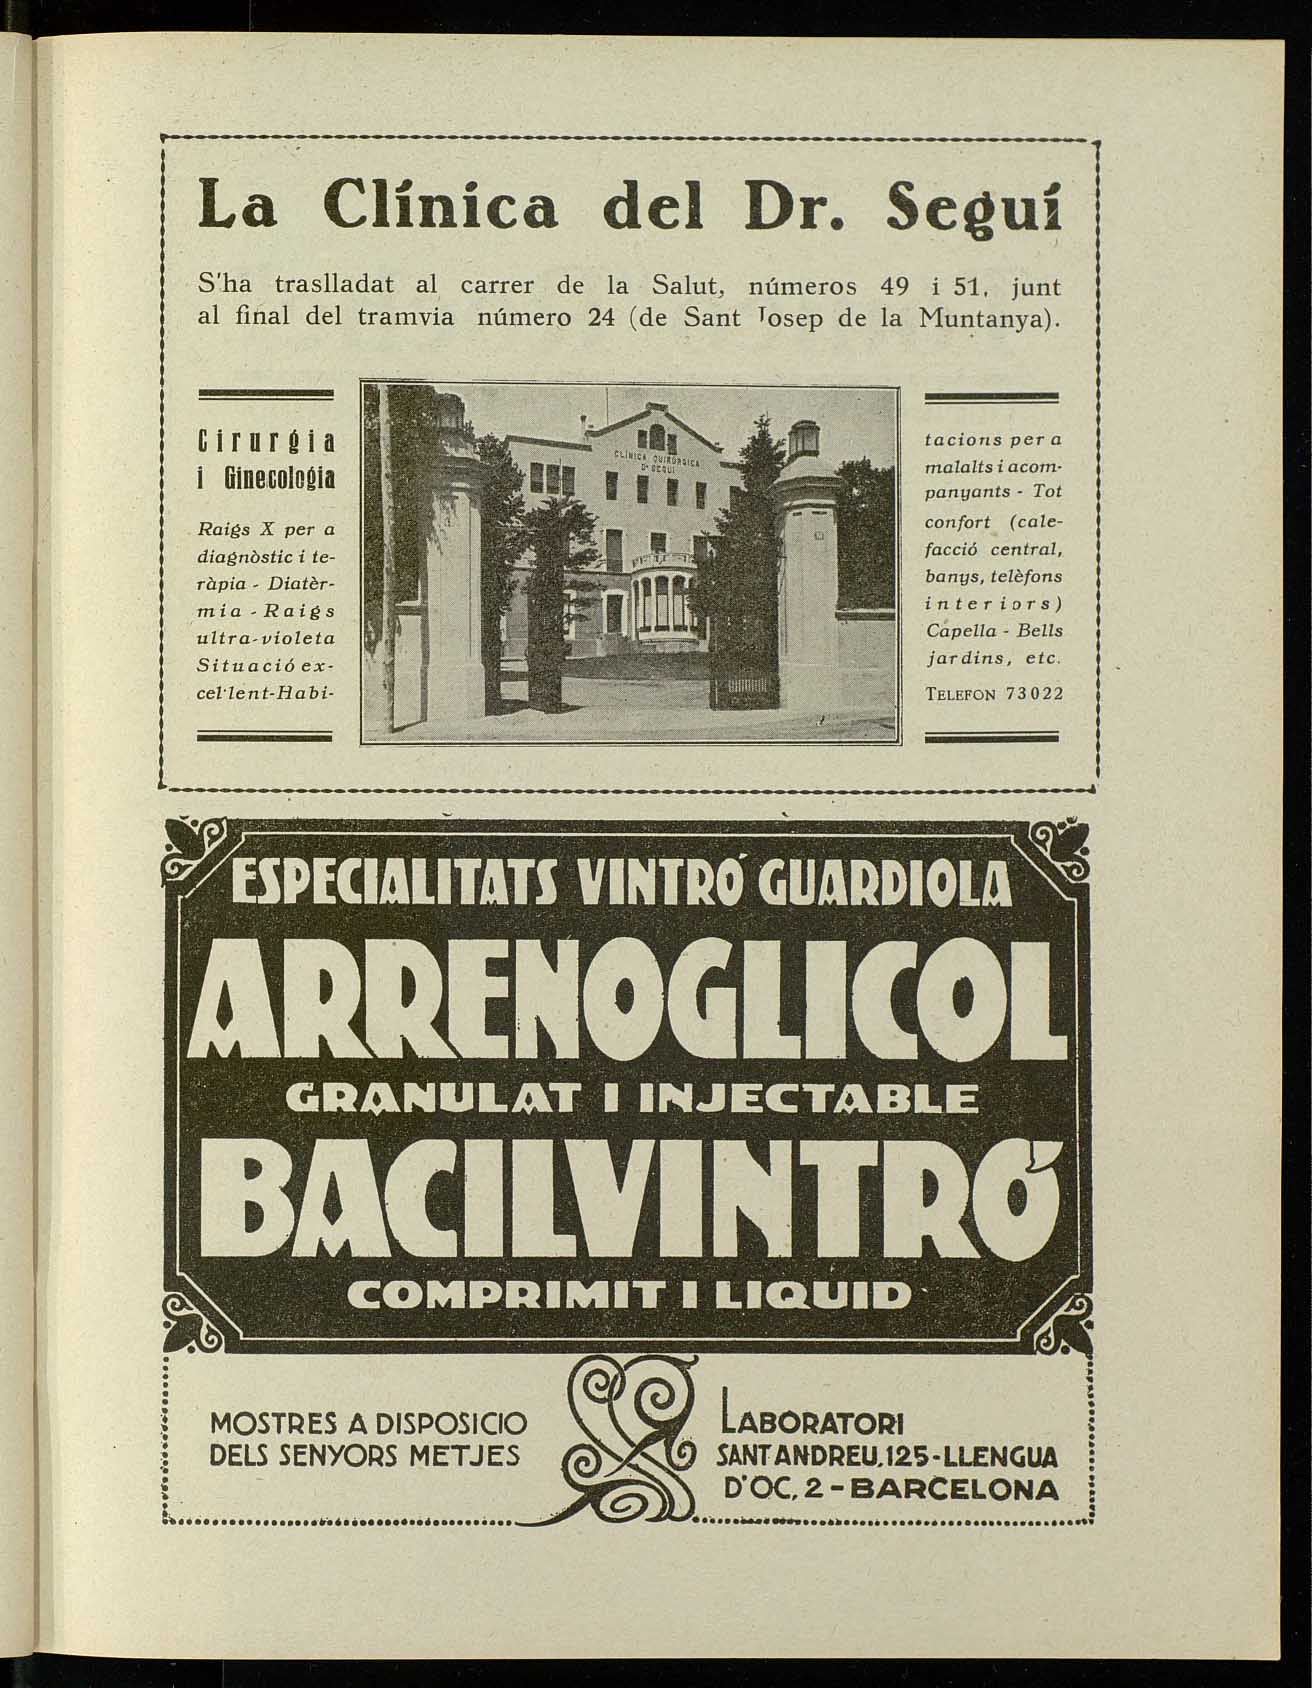 La Clínica del Dr. Seguí
S'ha traslladat al carrer de la Salut, números 49 i 51, junt
al final del tramvia número 24 (de Sant Josep de la Muntanya).
Cirurgia
i Ginecologia
Raigs X per a
diagnòstic i te-
ràpia - Diatèr-
mia - Raigs
ultra-violeta
Situació ex-
cel·lent-Habi-
CLÍNICA QUIRÚRGICA
Dr SEGUÍ
tacions per a
malalts i acom-
panyants - Tot
confort (cale-
facció central,
banys, telèfons
interiors)
Capella - Bells
jardins, etc.
TELEFON 73022
ESPECIALITATS VINTRÓ GUARDIOLA
ARRENOGLICOL
GRANULAT I INJECTABLE
BACILVINTRÓ
COMPRIMIT I LIQUID
MOSTRES A DISPOSICIO
DELS SENYORS METJES
LABORATORI
SANT ANDREU, 125-LLENGUA
D'OC, 2 - BARCELONA